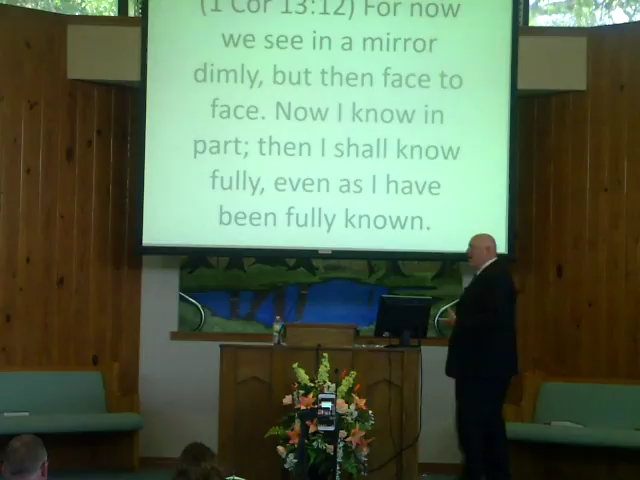 (1 Cor 13:12) For now
we see in a mirror
dimly, but then face to
face. Now I know in
part; then I shall know
fully, even as I have
been fully known.